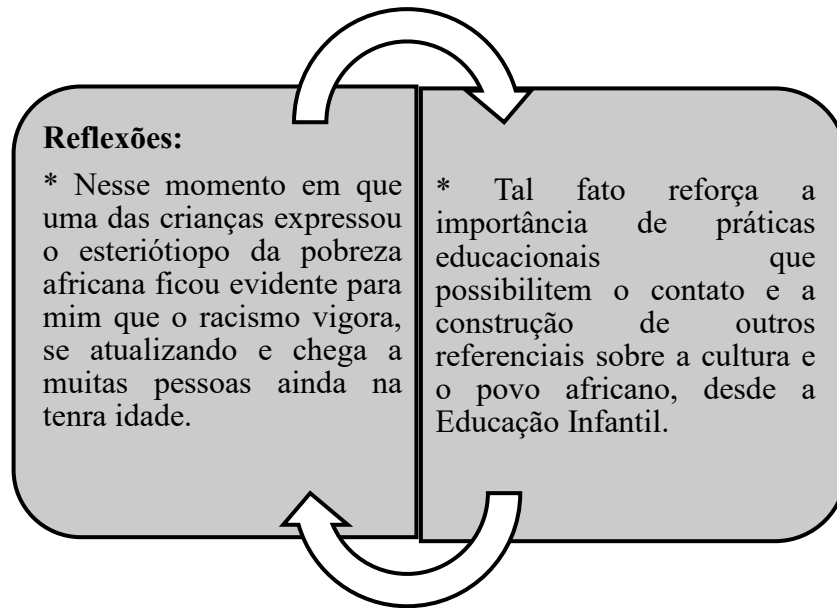 Reflexões:
* Nesse momento em que
uma das crianças expressou
o esteriótiopo da pobreza
africana ficou evidente para
mim que o racismo vigora,
se atualizando e chega a
muitas pessoas ainda na
tenra idade.
* Tal fato reforça a
importância de práticas
educacionais que
possibilitem o contato e a
construção de outros
referenciais sobre a cultura e
o povo africano, desde a
Educação Infantil.